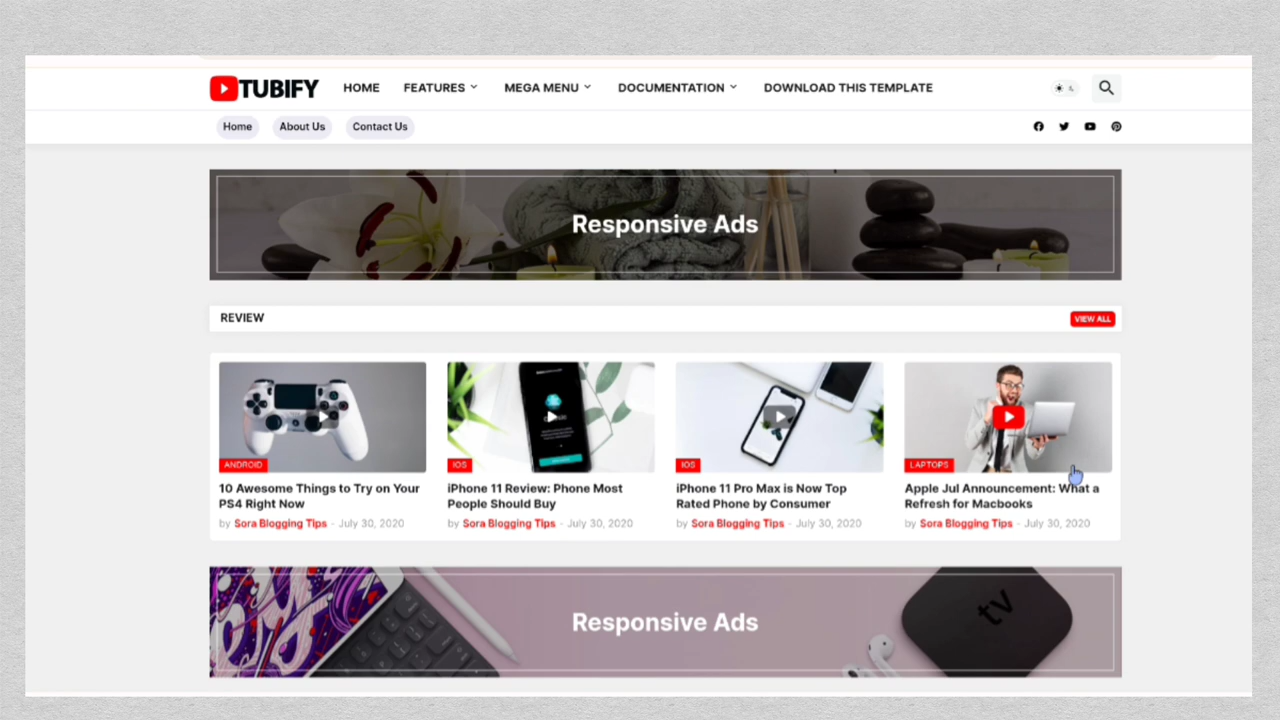 TUBIFY HOME FEATURES MEGA MENU DOCUMENTATION DOWNLOAD THIS TEMPLATE
Home About Us Contact Us
Responsive Ads
REVIEW VIEW ALL
ANDROID
10 Awesome Things to Try on Your
PS4 Right Now
by Sora Blogging Tips - July 30, 2020
IOS
iPhone 11 Review: Phone Most
People Should Buy
by Sora Blogging Tips - July 30, 2020
IOS
iPhone 11 Pro Max is Now Top
Rated Phone by Consumer
by Sora Blogging Tips - July 30, 2020
LAPTOPS
Apple Jul Announcement: What a
Refresh for Macbooks
by Sora Blogging Tips - July 30, 2020
Responsive Ads
tv